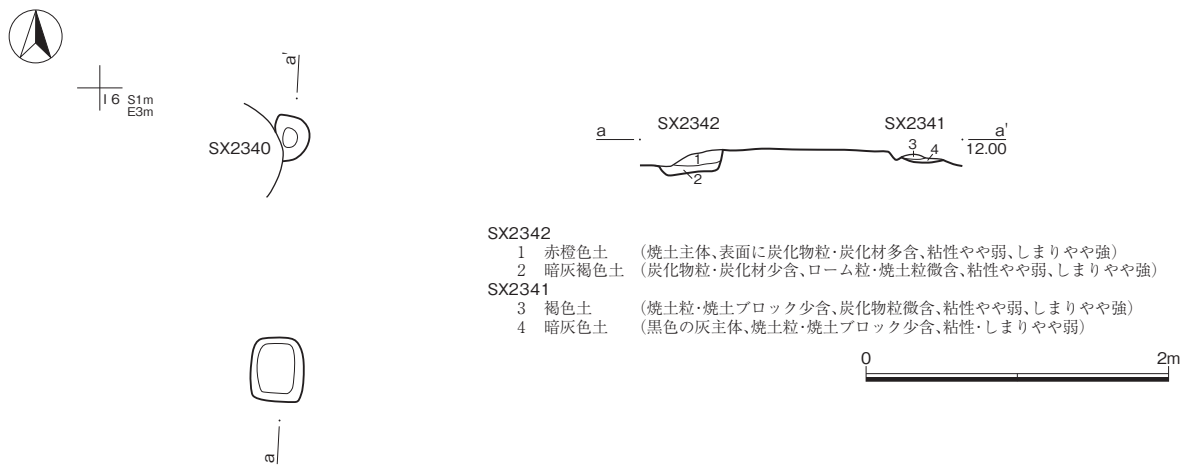 a'
I 6 S1m
E3m
SX2340
a
a
SX2342
SX2341
a'
12.00
1
2
3
4
SX2342
1 赤橙色土 （焼土主体、表面に炭化物粒・炭化材多含、粘性やや弱、しまりやや強）
2 暗灰褐色土 （炭化物粒・炭化材少含、ローム粒・焼土粒微含、粘性やや弱、しまりやや強）
SX2341
3 褐色土 （焼土粒・焼土ブロック少含、炭化物粒微含、粘性やや弱、しまりやや強）
4 暗灰色土 （黒色の灰主体、焼土粒・焼土ブロック少含、粘性・しまりやや弱）
0 2m